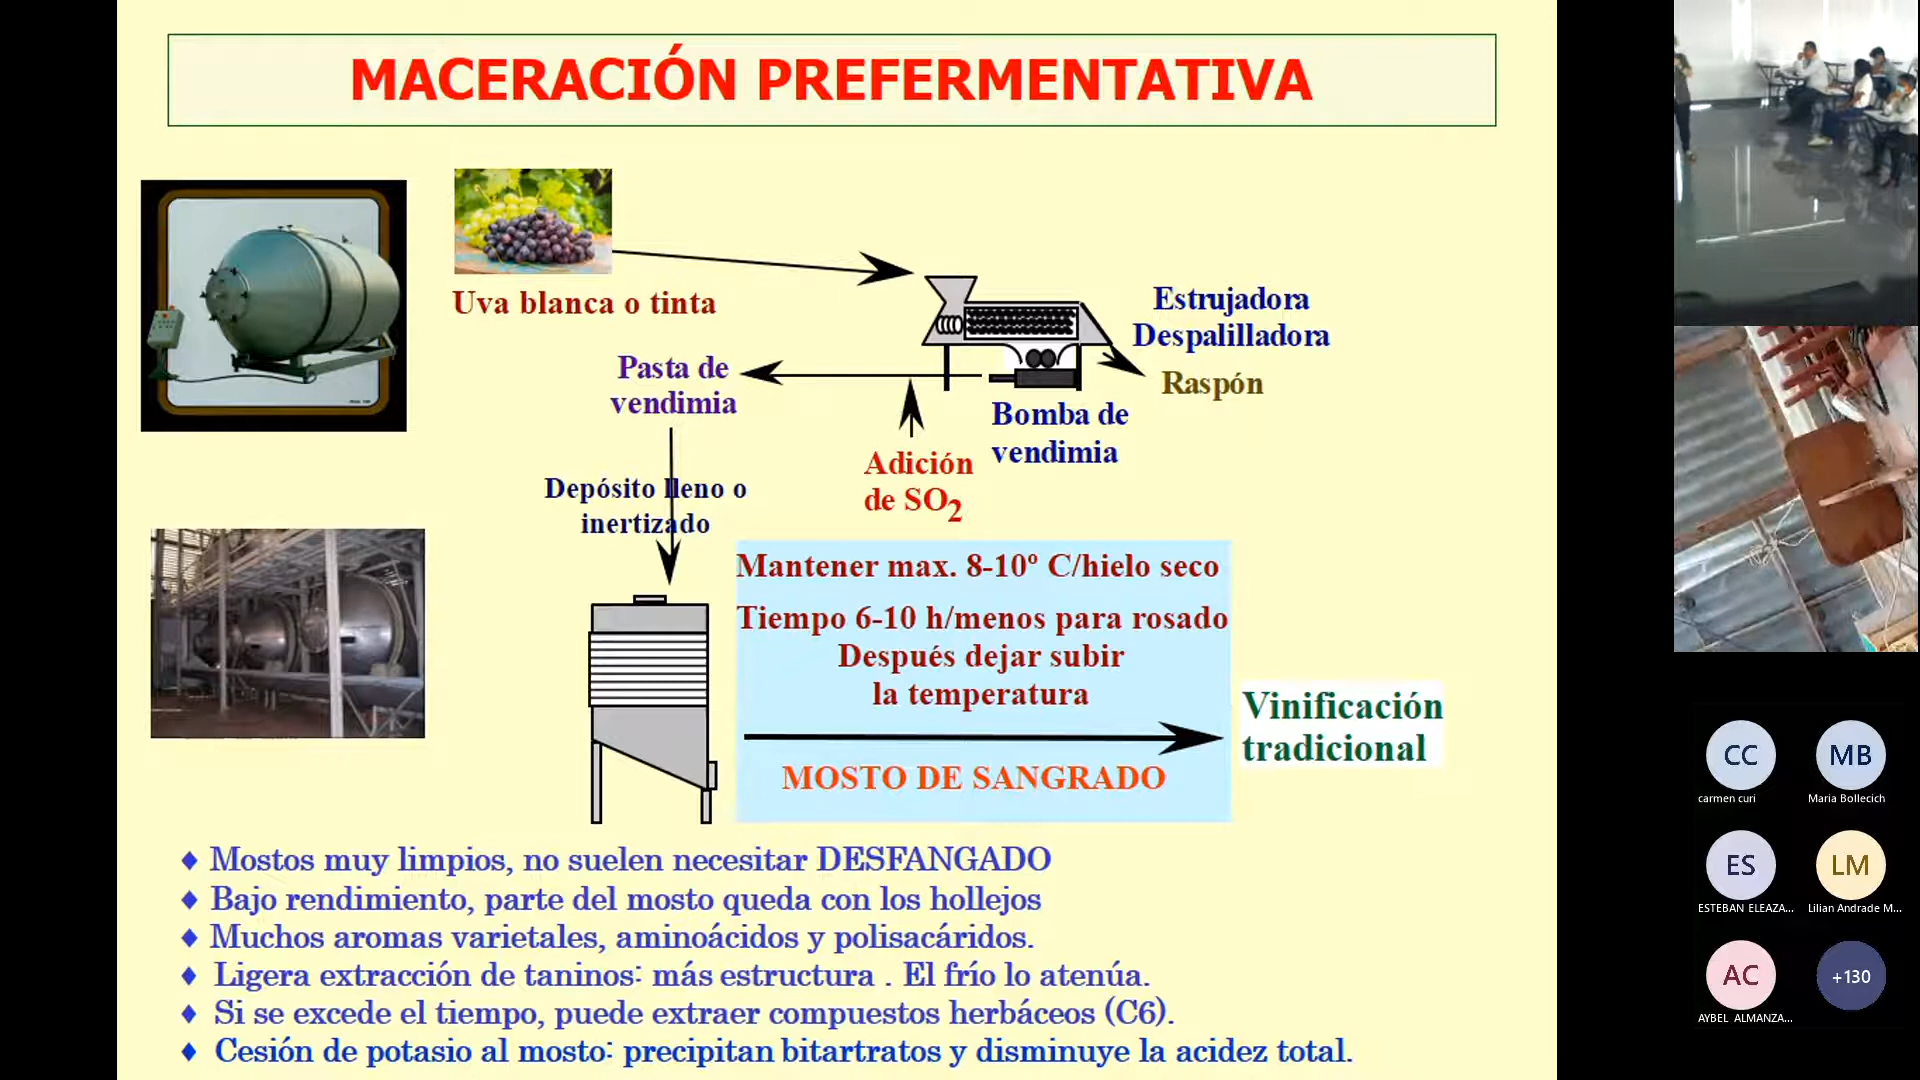 MACERACIÓN PREFERMENTATIVA
Uva blanca o tinta
Estrujadora
Despalilladora
Raspón
Pasta de
vendimia
Bomba de
vendimia
Adición
de SO2
Depósito lleno o
inertizado
Mantener max. 8-10º C/hielo seco
Tiempo 6-10 h/menos para rosado
Después dejar subir
la temperatura
MOSTO DE SANGRADO
Vinificación
tradicional
♦ Mostos muy limpios, no suelen necesitar DESFANGADO
♦ Bajo rendimiento, parte del mosto queda con los hollejos
♦ Muchos aromas varietales, aminoácidos y polisacáridos.
♦ Ligera extracción de taninos: más estructura . El frío lo atenúa.
♦ Si se excede el tiempo, puede extraer compuestos herbáceos (C6).
♦ Cesión de potasio al mosto: precipitan bitartratos y disminuye la acidez total.
CC
carmen curi
MB
Maria Bollecich
ES
ESTEBAN ELEAZA...
LM
Lilian Andrade M...
AC
AYBEL ALMANZA...
+130